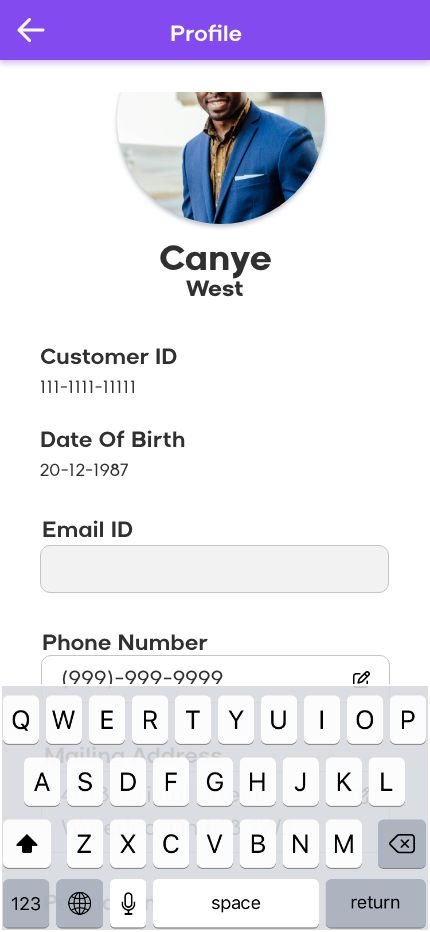 Profile
Canye
West
Customer ID
111-1111-11111
Date Of Birth
20-12-1987
Email ID
Phone Number
(999)-999-9999
Q W E R T Y U I O P
Mailing Address
A S D F G H J K L
Z X C V B N M
123 space return